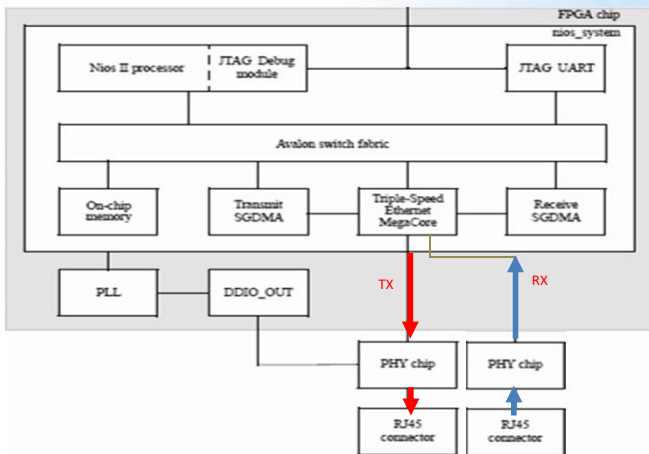 FPGA chip
nios_system
Nios II processor
JTAG Debug
module
JTAG UART
Avalon switch fabric
On-chip
memory
Transmit
SGDMA
Triple-Speed
Ethernet
MegaCore
Receive
SGDMA
PLL
DDIO_OUT
TX
RX
PHY chip
PHY chip
RJ45
connector
RJ45
connector